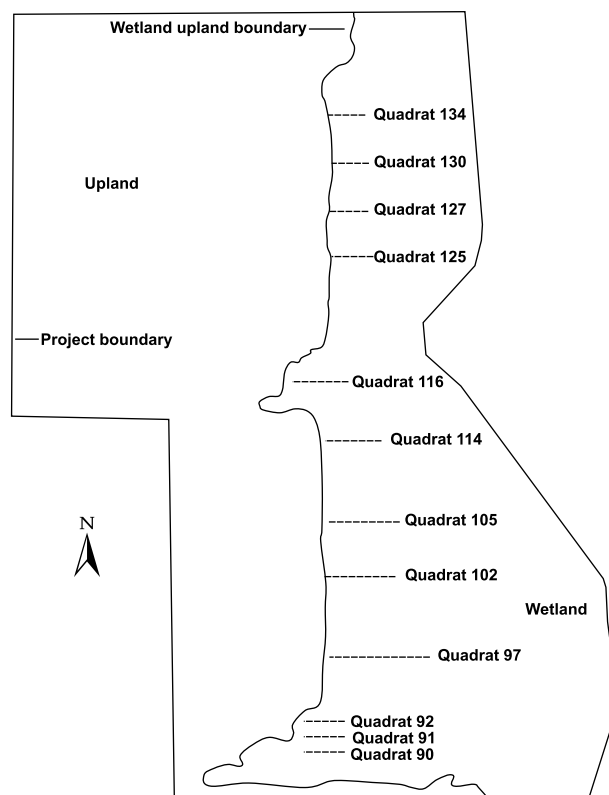 Wetland upland boundary
Quadrat 134
Quadrat 130
Upland
Quadrat 127
Quadrat 125
Project boundary
Quadrat 116
Quadrat 114
N
Quadrat 105
Quadrat 102
Wetland
Quadrat 97
Quadrat 92
Quadrat 91
Quadrat 90